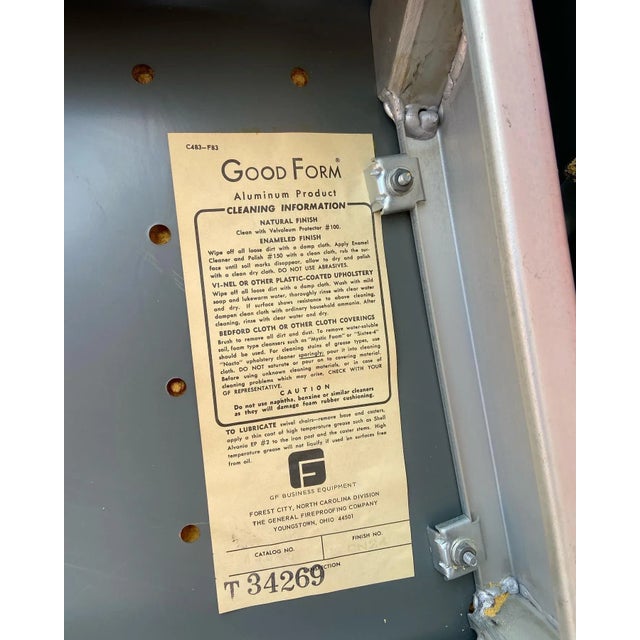 C483-F83
GOOD FORM®
Aluminum Product
CLEANING INFORMATION
NATURAL FINISH
Clean with Velvoleum Protector #100.
ENAMELED FINISH
Wipe off all loose dirt with a damp cloth. Apply Enamel
Cleaner and Polish #150 with a clean cloth, rub the sur-
face until soil marks disappear, allow to dry and polish
with a clean dry cloth. DO NOT USE ABRASIVES.
VI-NEL OR OTHER PLASTIC-COATED UPHOLSTERY
Wipe off all loose dirt with a damp cloth. Wash with mild
soap and lukewarm water, thoroughly rinse with clear water
and dry. If surface shows resistance to above cleaning,
dampen clean cloth with ordinary household ammonia. After
cleaning, rinse with clear water and dry.
BEDFORD CLOTH OR OTHER CLOTH COVERINGS
Brush to remove all dirt and dust. To remove water-soluble
soil, foam type cleansers such as "Mystic Foam" or "Sixtee-4"
should be used. For cleaning stains of grease types, use
"Nacto" upholstery cleaner sparingly; pour it into cleaning
cloth. DO NOT saturate or pour on to covering material.
Before using unknown cleaning materials, or in case of
cleaning problems which may arise, CHECK WITH YOUR
GF REPRESENTATIVE.
CAUTION
Do not use naptha, benzine or similar cleaners
as they will damage foam rubber cushioning.
TO LUBRICATE swivel chairs—remove base and casters,
apply a thin coat of high temperature grease such as Shell
Alvania EP #2 to the iron post and the caster stems. High
temperature grease will not liquify if used on surfaces free
from oil.
GF BUSINESS EQUIPMENT
FOREST CITY, NORTH CAROLINA DIVISION
THE GENERAL FIREPROOFING COMPANY
YOUNGSTOWN, OHIO 44501
CATALOG NO. FINISH NO.
T 34269